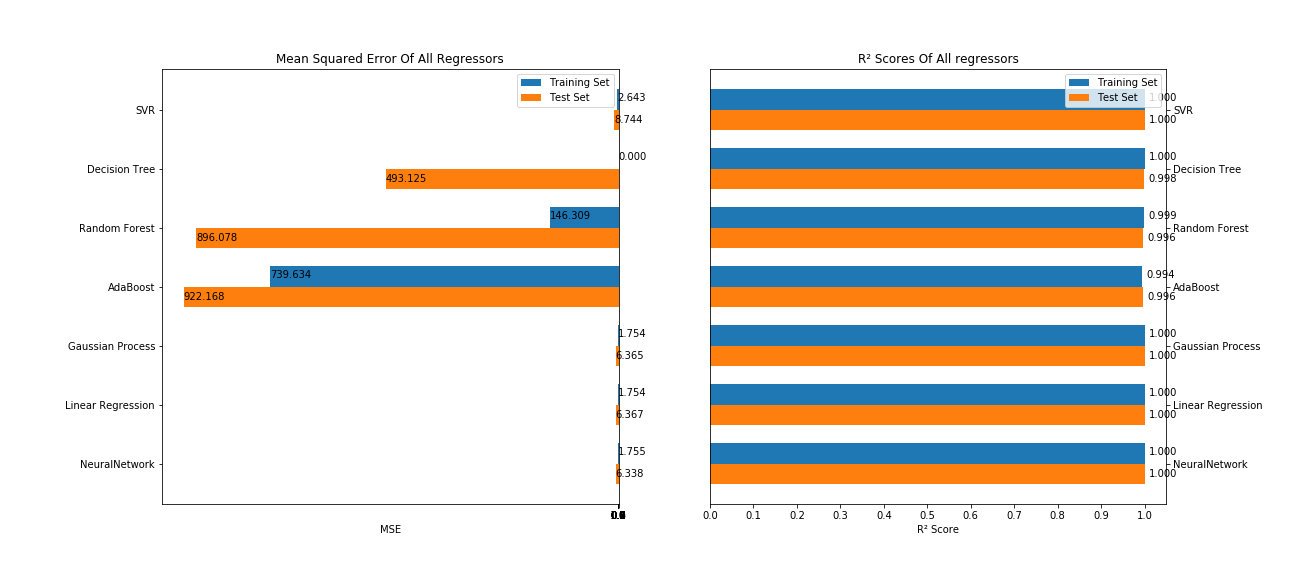 Mean Squared Error Of All Regressors
Training Set
Test Set
SVR
2.643
8.744
Decision Tree
0.000
493.125
Random Forest
146.309
896.078
AdaBoost
739.634
922.168
Gaussian Process
1.754
6.365
Linear Regression
1.754
6.367
NeuralNetwork
1.755
6.338
MSE
R² Scores Of All regressors
Training Set
Test Set
1.000
SVR
1.000
1.000
Decision Tree
0.998
0.999
Random Forest
0.996
0.994
AdaBoost
0.996
1.000
Gaussian Process
1.000
1.000
Linear Regression
1.000
1.000
NeuralNetwork
1.000
0.0 0.1 0.2 0.3 0.4 0.5 0.6 0.7 0.8 0.9 1.0
R² Score